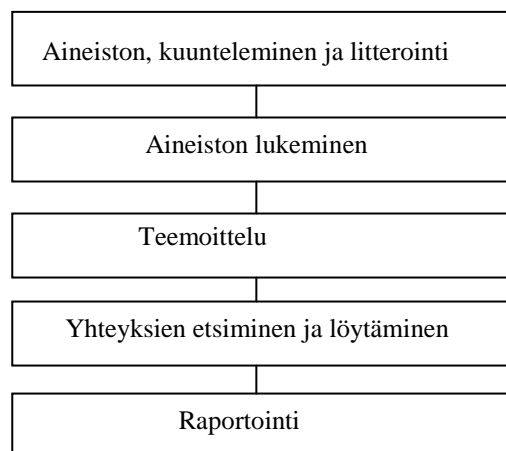 Aineiston, kuunteleminen ja litterointi
Aineiston lukeminen
Teemoittelu
Yhteyksien etsiminen ja löytäminen
Raportointi